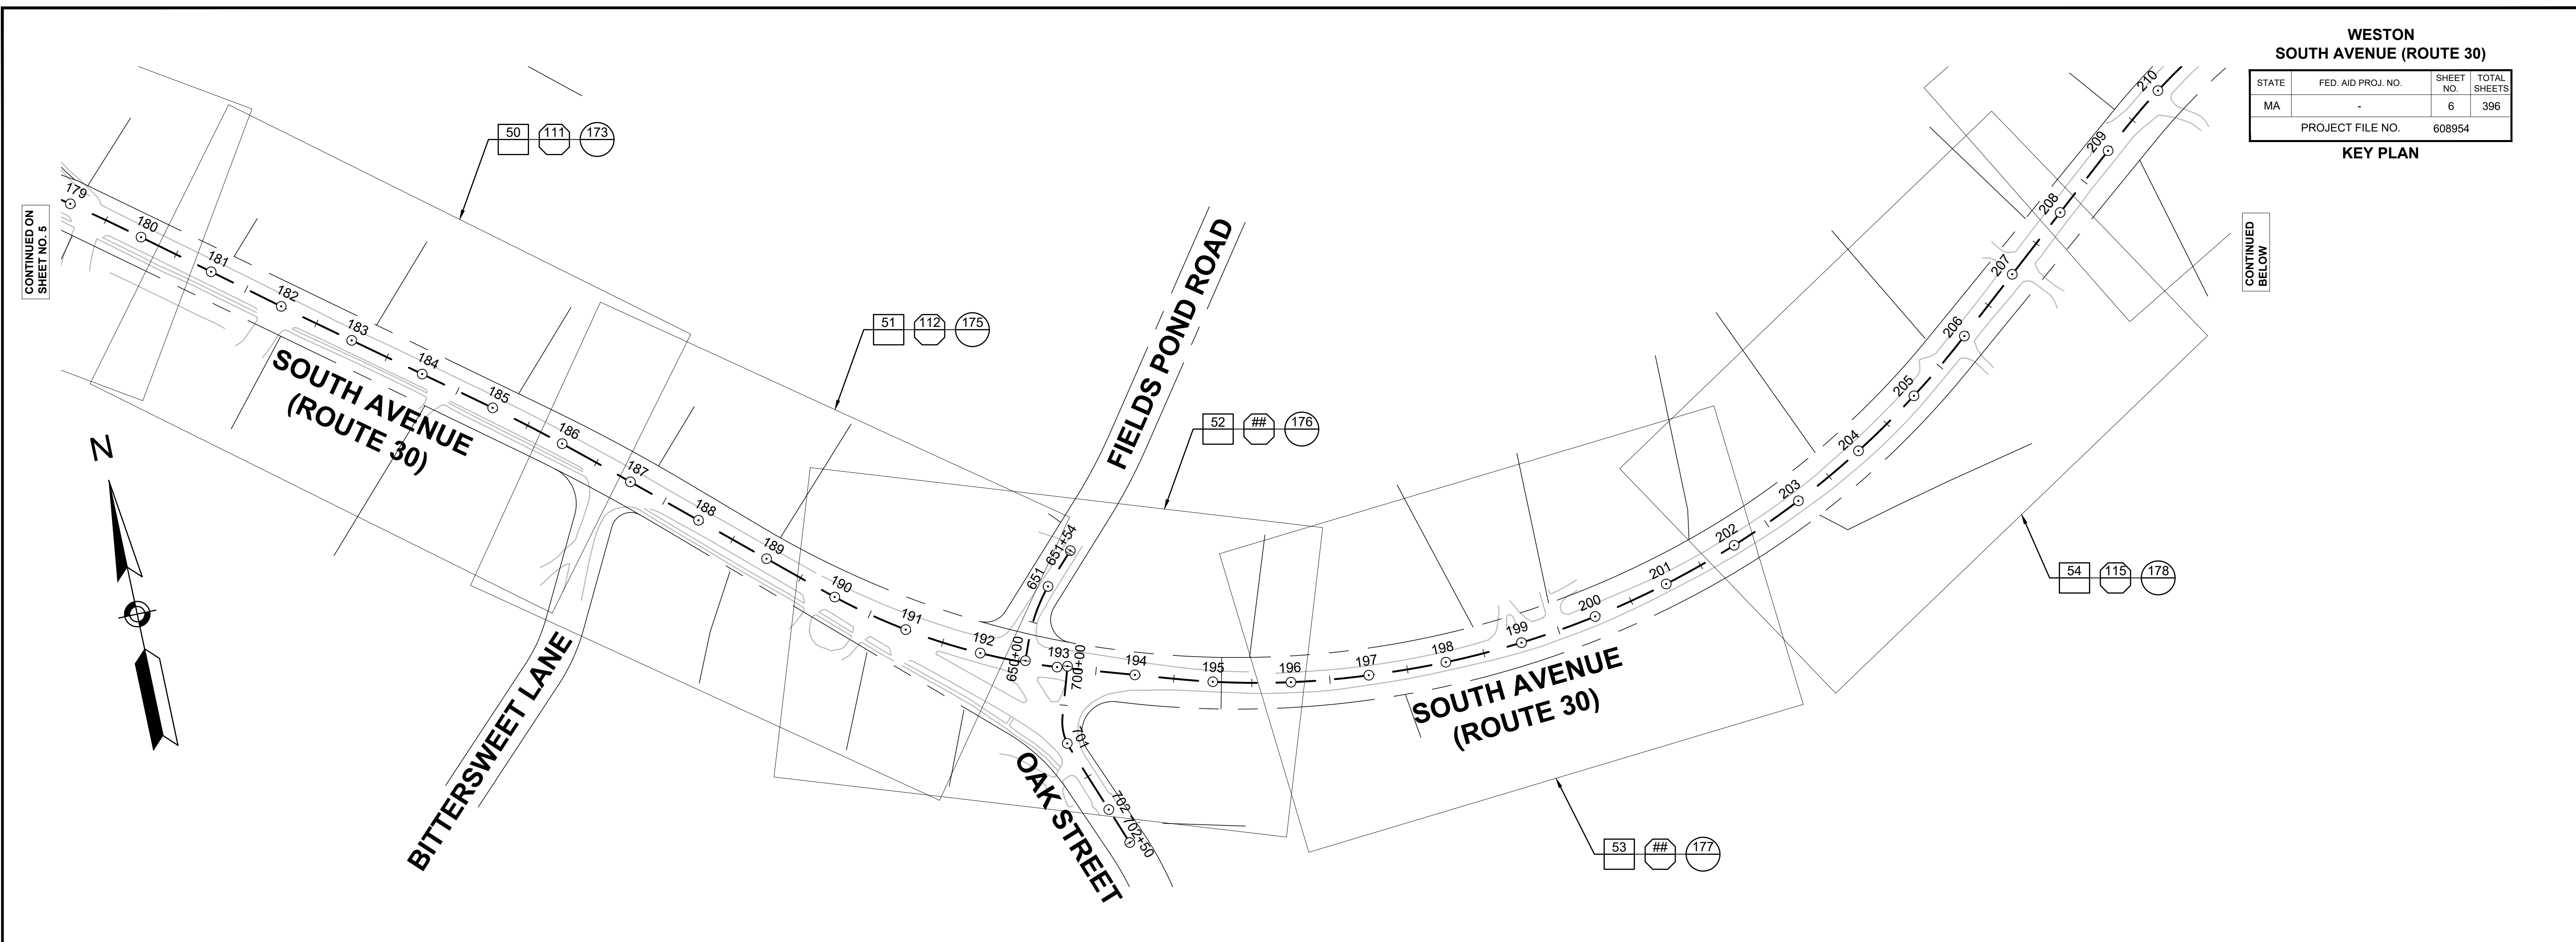 WESTON
SOUTH AVENUE (ROUTE 30)
STATE FED. AID PROJ. NO. SHEET NO. TOTAL SHEETS
MA - 6 396
PROJECT FILE NO. 608954
KEY PLAN
CONTINUED ON
SHEET NO. 5
CONTINUED
BELOW
50 111 173
51 112 175
52 ## 176
53 ## 177
54 115 178
179
180
181
182
183
184
185
186
187
188
189
190
191
192
193
194
195
196
197
198
199
200
201
202
203
204
205
206
207
208
209
210
650+00
651
651+54
700+00
701
702
702+50
SOUTH AVENUE
(ROUTE 30)
N
BITTERSWEET LANE
FIELDS POND ROAD
OAK STREET
SOUTH AVENUE
(ROUTE 30)